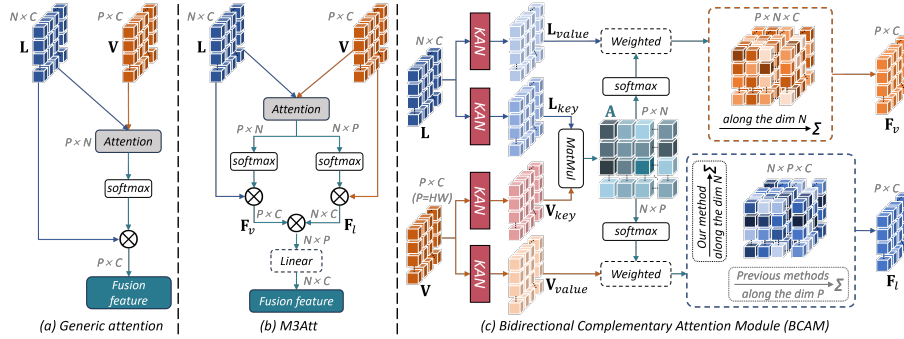 N × C
P × C
L
V
P × N
Attention
softmax
P × C
Fusion
feature
(a) Generic attention
N × C
P × C
L
V
Attention
P × N
N × P
softmax
softmax
F_v
P × C
N × C
F_l
N × P
Linear
N × C
Fusion feature
(b) M3Att
N × C
L
KAN
L_value
KAN
L_key
P × C
(P=HW)
V
KAN
V_key
KAN
V_value
MatMul
Weighted
softmax
A
P × N
N × P
softmax
Weighted
P × N × C
along the dim N
Σ
P × C
F_v
N × P × C
Our method
along the dim N
Σ
Previous methods
along the dim P
Σ
P × C
F_l
(c) Bidirectional Complementary Attention Module (BCAM)